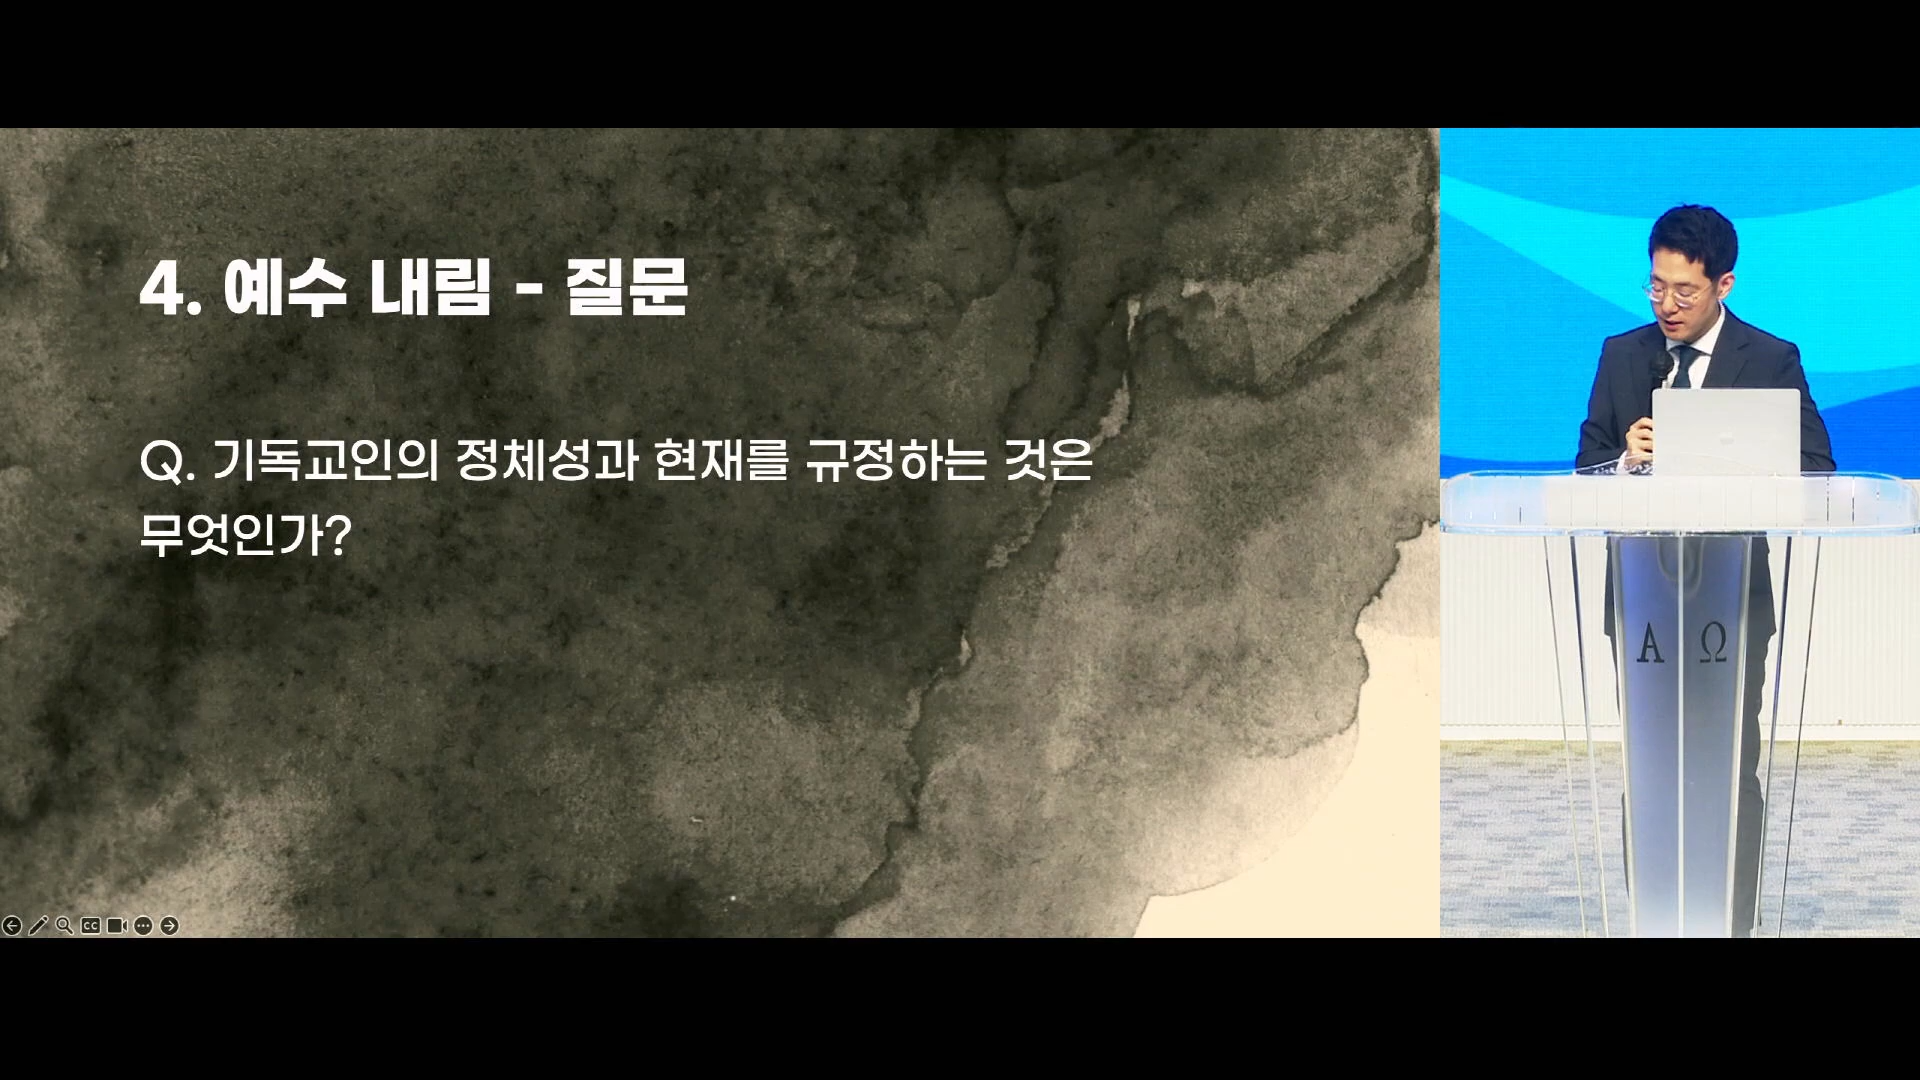 4. 예수 내림 - 질문
Q. 기독교인의 정체성과 현재를 규정하는 것은
무엇인가?
CC
Α Ω